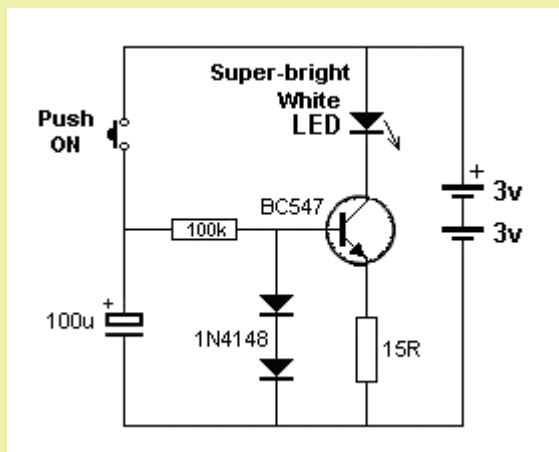 Super-bright
White
LED
Push
ON
BC547
+
3v
3v
100k
+
100u
1N4148
15R